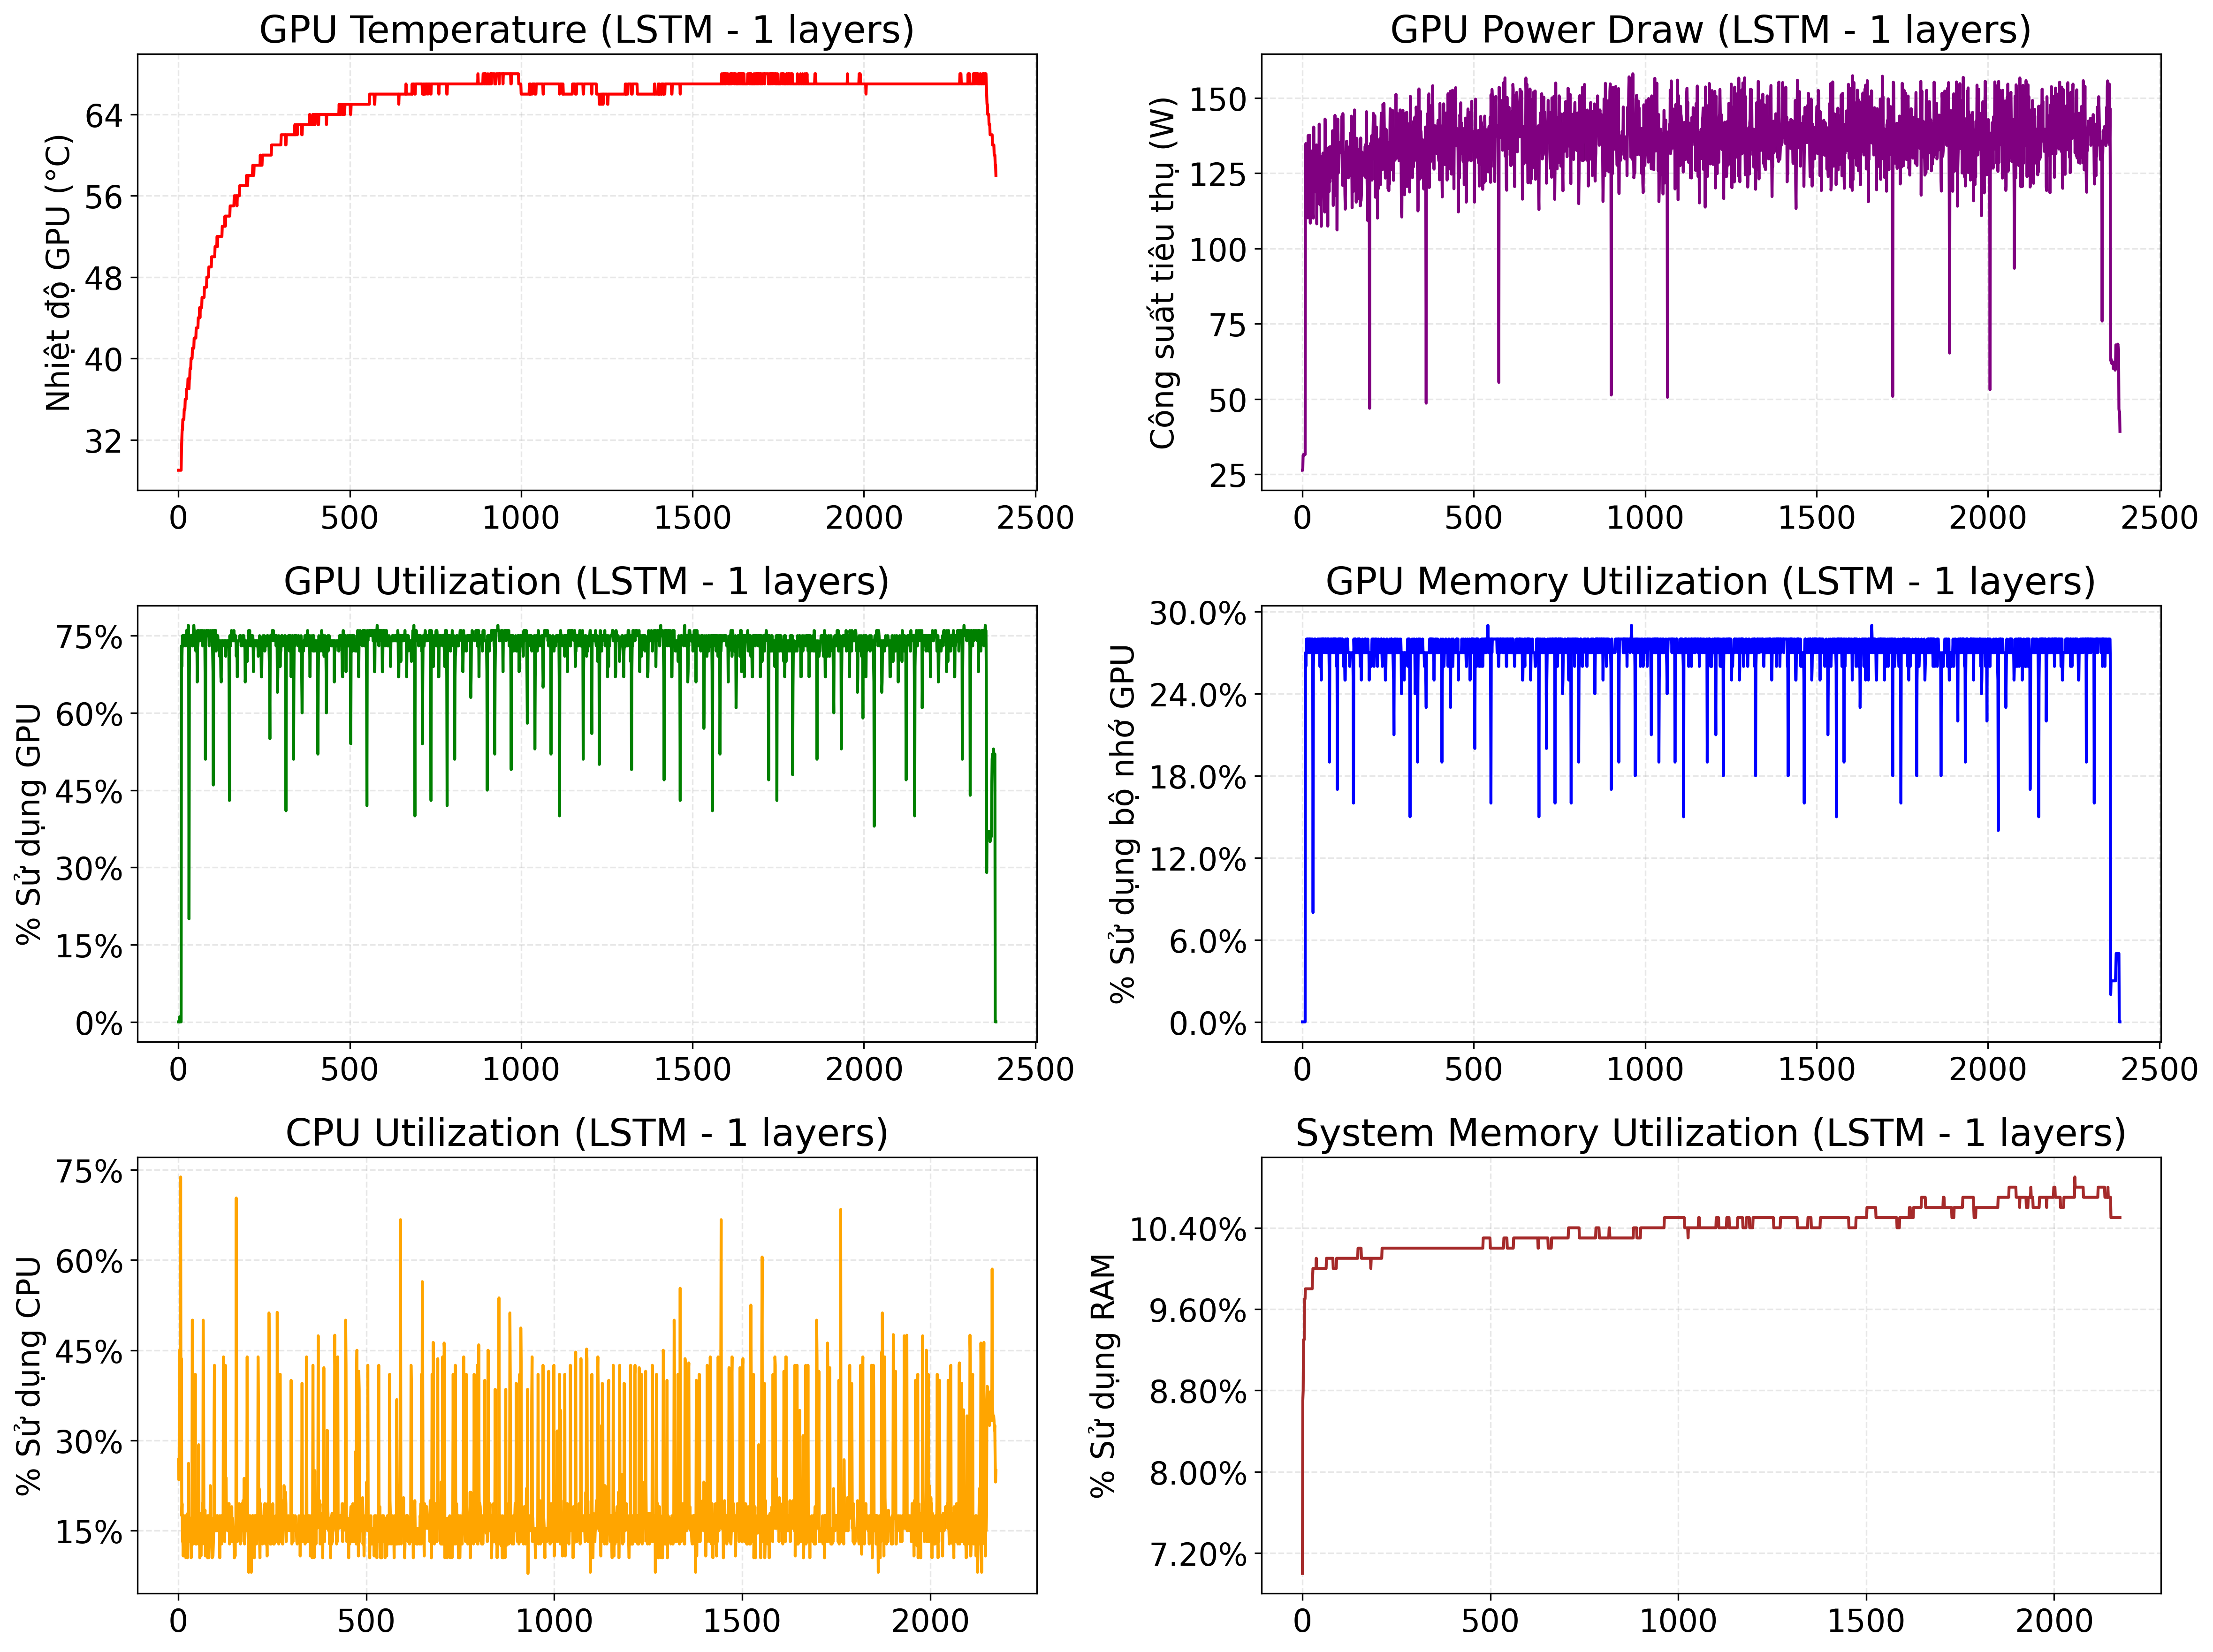 GPU Temperature (LSTM - 1 layers)
Nhiệt độ GPU (°C)
64
56
48
40
32
0 500 1000 1500 2000 2500
GPU Power Draw (LSTM - 1 layers)
Công suất tiêu thụ (W)
150
125
100
75
50
25
0 500 1000 1500 2000 2500
GPU Utilization (LSTM - 1 layers)
% Sử dụng GPU
75%
60%
45%
30%
15%
0%
0 500 1000 1500 2000 2500
GPU Memory Utilization (LSTM - 1 layers)
% Sử dụng bộ nhớ GPU
30.0%
24.0%
18.0%
12.0%
6.0%
0.0%
0 500 1000 1500 2000 2500
CPU Utilization (LSTM - 1 layers)
% Sử dụng CPU
75%
60%
45%
30%
15%
0 500 1000 1500 2000
System Memory Utilization (LSTM - 1 layers)
% Sử dụng RAM
10.40%
9.60%
8.80%
8.00%
7.20%
0 500 1000 1500 2000